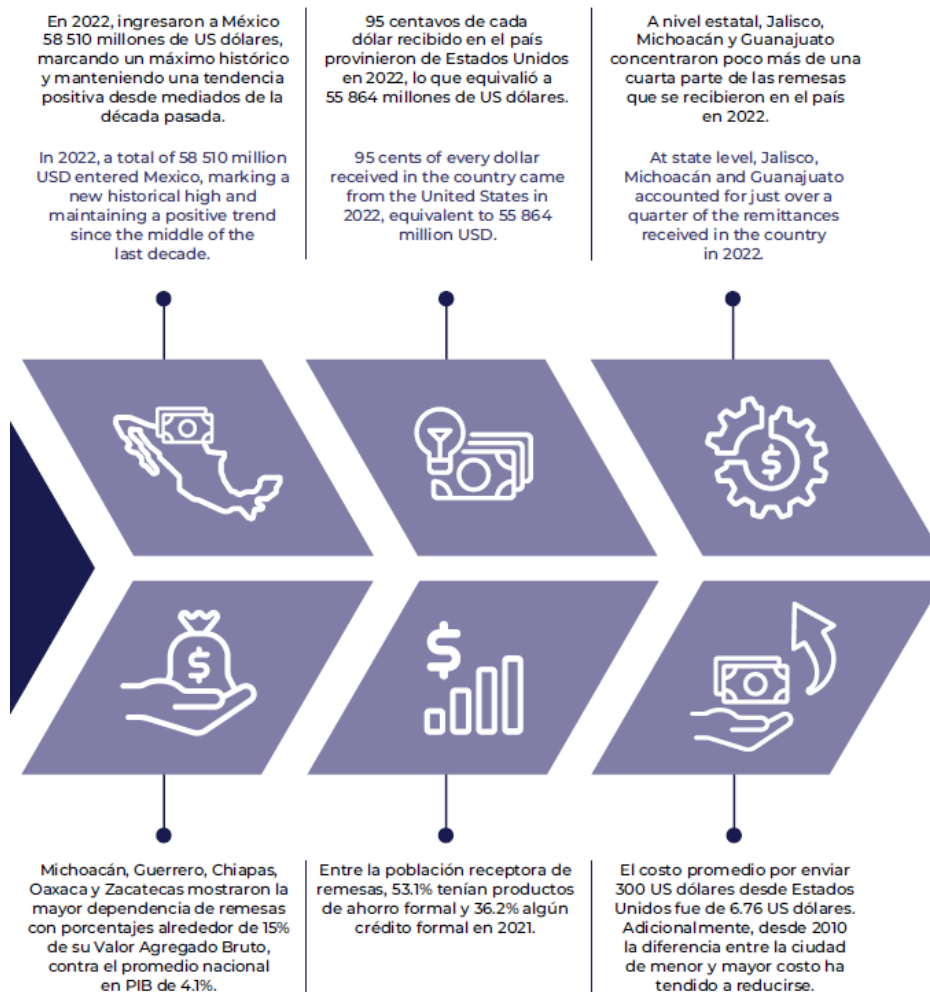 En 2022, ingresaron a México
58 510 millones de US dólares,
marcando un máximo histórico
y manteniendo una tendencia
positiva desde mediados de la
década pasada.
In 2022, a total of 58 510 million
USD entered Mexico, marking a
new historical high and
maintaining a positive trend
since the middle of the
last decade.
95 centavos de cada
dólar recibido en el país
provinieron de Estados Unidos
en 2022, lo que equivalió a
55 864 millones de US dólares.
95 cents of every dollar
received in the country came
from the United States in
2022, equivalent to 55 864
million USD.
A nivel estatal, Jalisco,
Michoacán y Guanajuato
concentraron poco más de una
cuarta parte de las remesas
que se recibieron en el país
en 2022.
At state level, Jalisco,
Michoacán and Guanajuato
accounted for just over a
quarter of the remittances
received in the country
in 2022.
$
$
$
Michoacán, Guerrero, Chiapas,
Oaxaca y Zacatecas mostraron la
mayor dependencia de remesas
con porcentajes alrededor de 15%
de su Valor Agregado Bruto,
contra el promedio nacional
en PIB de 4.1%.
Entre la población receptora de
remesas, 53.1% tenían productos
de ahorro formal y 36.2% algún
crédito formal en 2021.
El costo promedio por enviar
300 US dólares desde Estados
Unidos fue de 6.76 US dólares.
Adicionalmente, desde 2010
la diferencia entre la ciudad
de menor y mayor costo ha
tendido a reducirse.